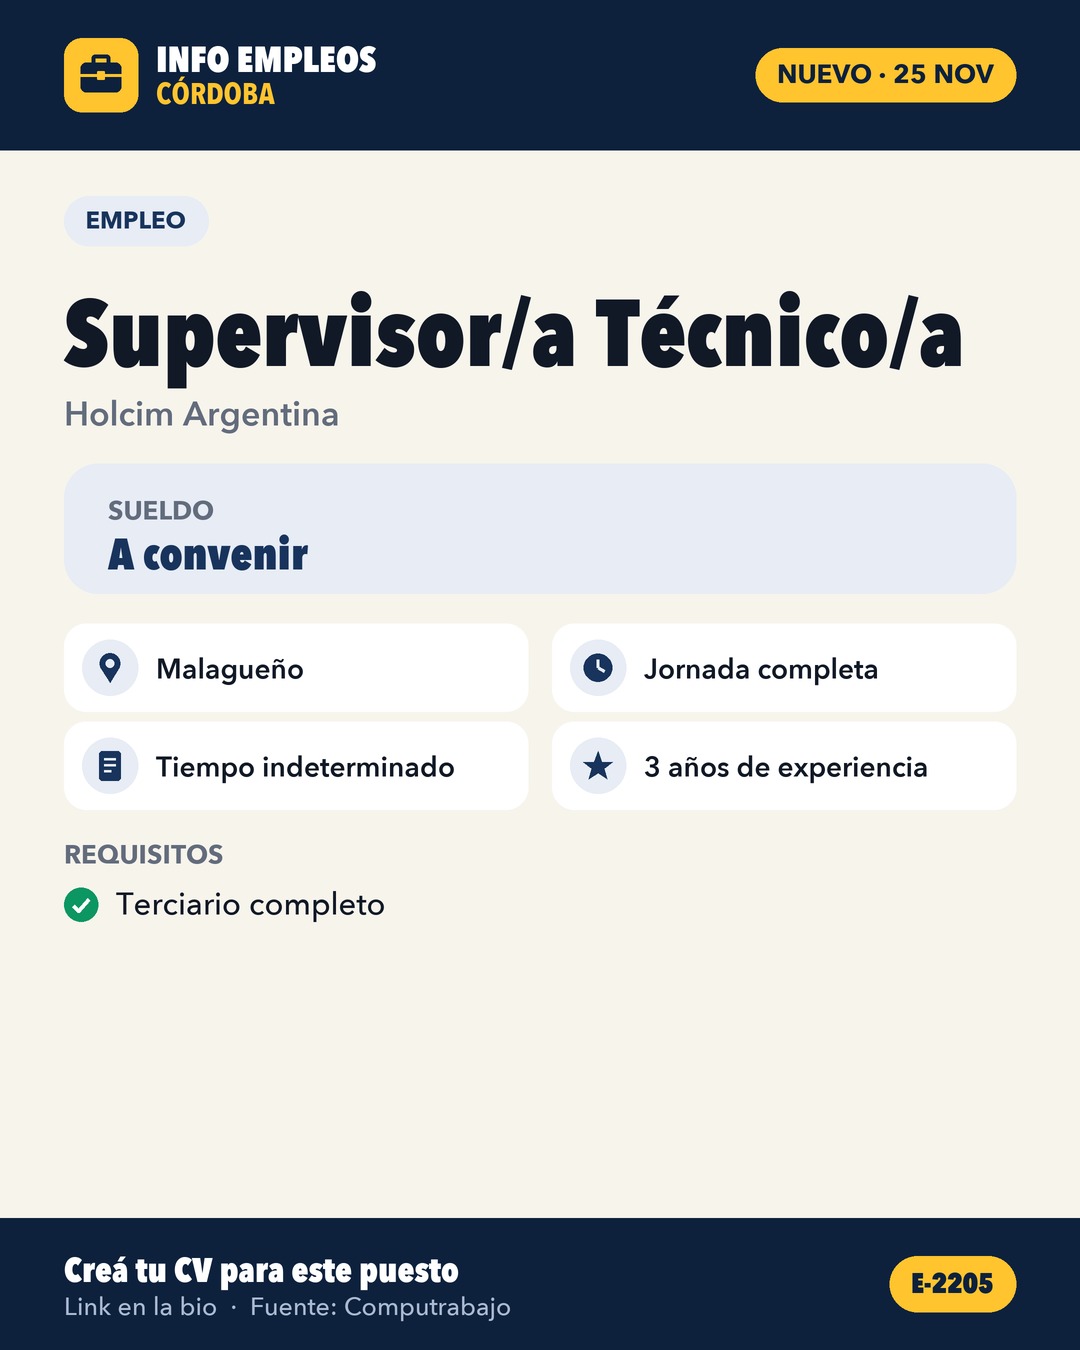 INFO EMPLEOS
CÓRDOBA
NUEVO · 25 NOV
EMPLEO
Supervisor/a Técnico/a
Holcim Argentina
SUELDO
A convenir
Malagueño
Jornada completa
Tiempo indeterminado
3 años de experiencia
REQUISITOS
Terciario completo
Creá tu CV para este puesto
Link en la bio · Fuente: Computrabajo
E-2205